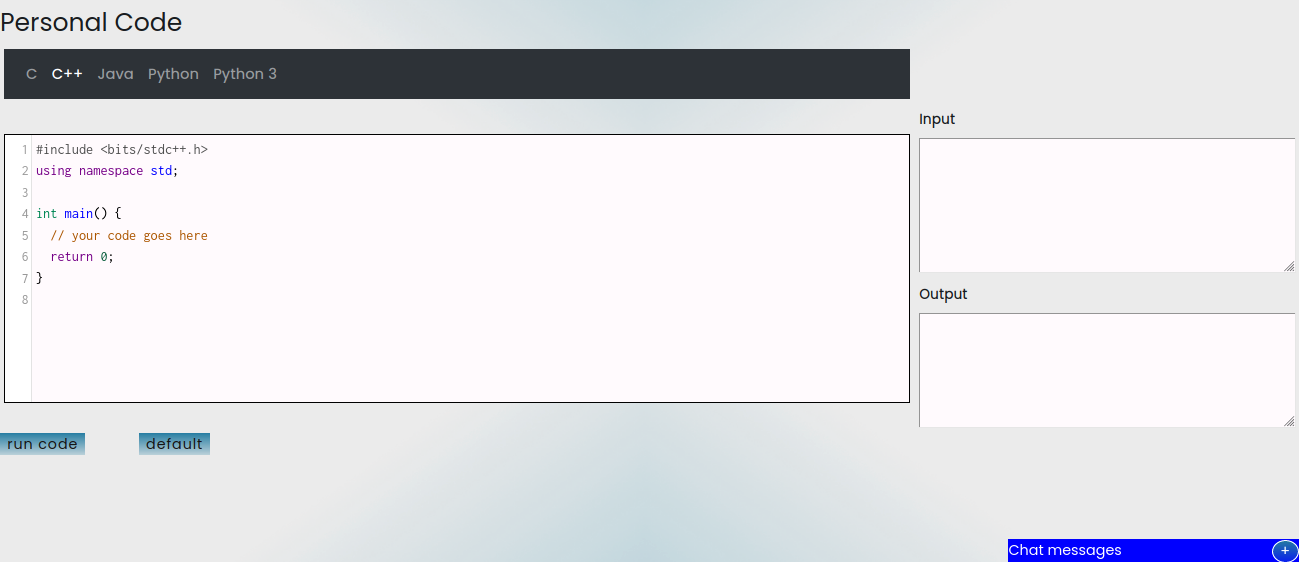 Personal Code
C C++ Java Python Python 3
1 #include <bits/stdc++.h>
2 using namespace std;
3
4 int main() {
5   // your code goes here
6   return 0;
7 }
8
Input
Output
run code default
Chat messages +